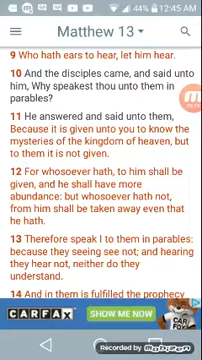 44% 12:45 AM
Matthew 13
9 Who hath ears to hear, let him hear.
10 And the disciples came, and said unto
him, Why speakest thou unto them in
parables?
11 He answered and said unto them,
Because it is given unto you to know the
mysteries of the kingdom of heaven, but
to them it is not given.
12 For whosoever hath, to him shall be
given, and he shall have more
abundance: but whosoever hath not,
from him shall be taken away even that
he hath.
13 Therefore speak I to them in parables:
because they seeing see not; and hearing
they hear not, neither do they
understand.
14 And in them is fulfilled the prophecy
CARFAX
SHOW ME NOW
CAR
FOX
Recorded by